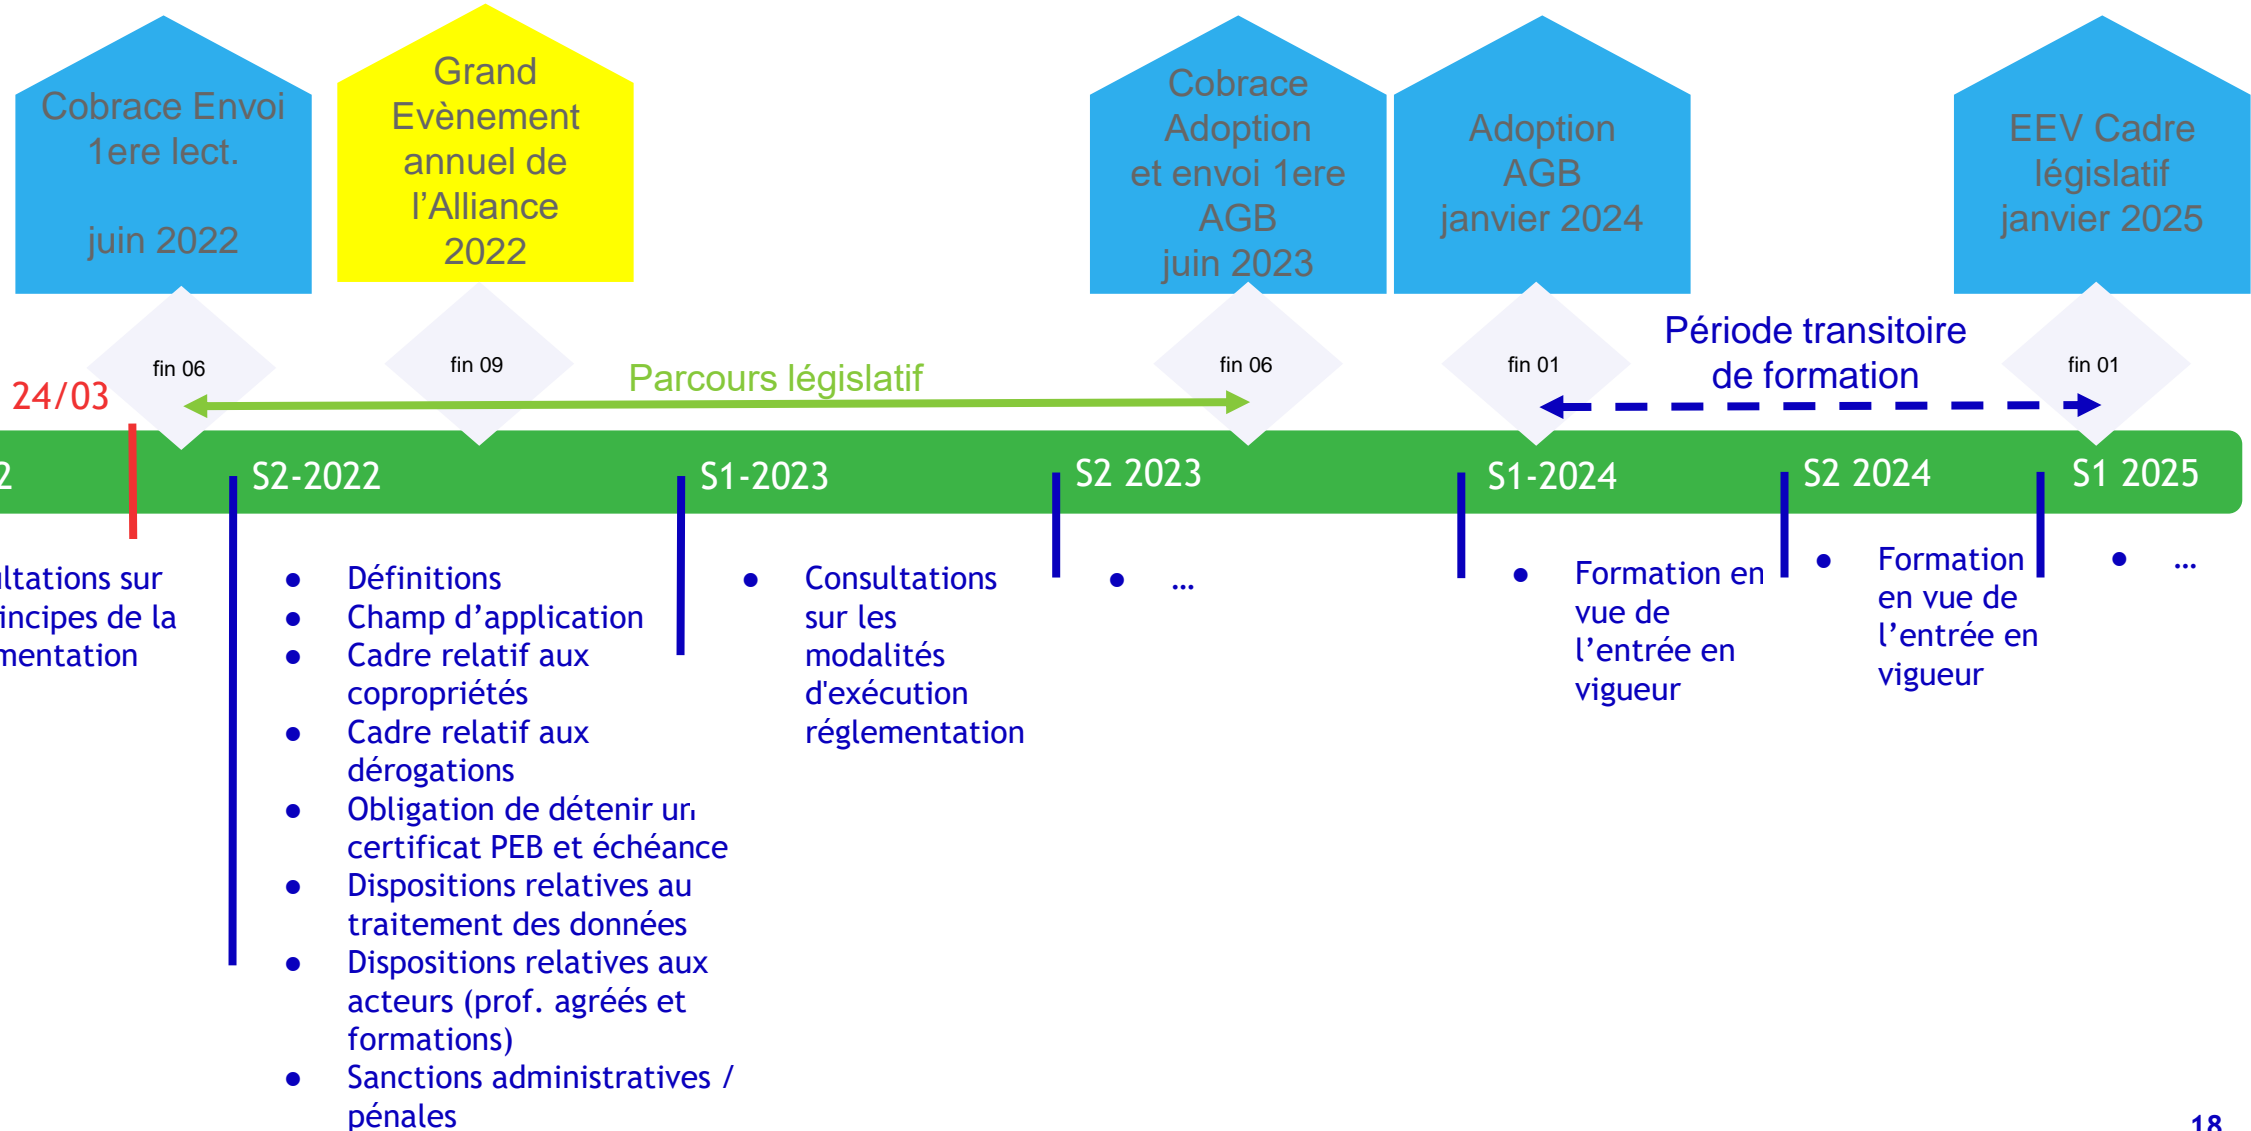 Cobrace Envoi
1ere lect.
juin 2022
Grand
Evènement
annuel de
l’Alliance
2022
Cobrace
Adoption
et envoi 1ere
AGB
juin 2023
Adoption
AGB
janvier 2024
EEV Cadre
législatif
janvier 2025
fin 06
fin 09
fin 06
fin 01
fin 01
24/03
Parcours législatif
Période transitoire
de formation
2
S2-2022
S1-2023
S2 2023
S1-2024
S2 2024
S1 2025
ltations sur
incipes de la
mentation
● Définitions
● Champ d’application
● Cadre relatif aux
copropriétés
● Cadre relatif aux
dérogations
● Obligation de détenir un
certificat PEB et échéance
● Dispositions relatives au
traitement des données
● Dispositions relatives aux
acteurs (prof. agréés et
formations)
● Sanctions administratives /
pénales
● Consultations
sur les
modalités
d'exécution
réglementation
● …
● Formation en
vue de
l’entrée en
vigueur
● Formation
en vue de
l’entrée en
vigueur
● …
18